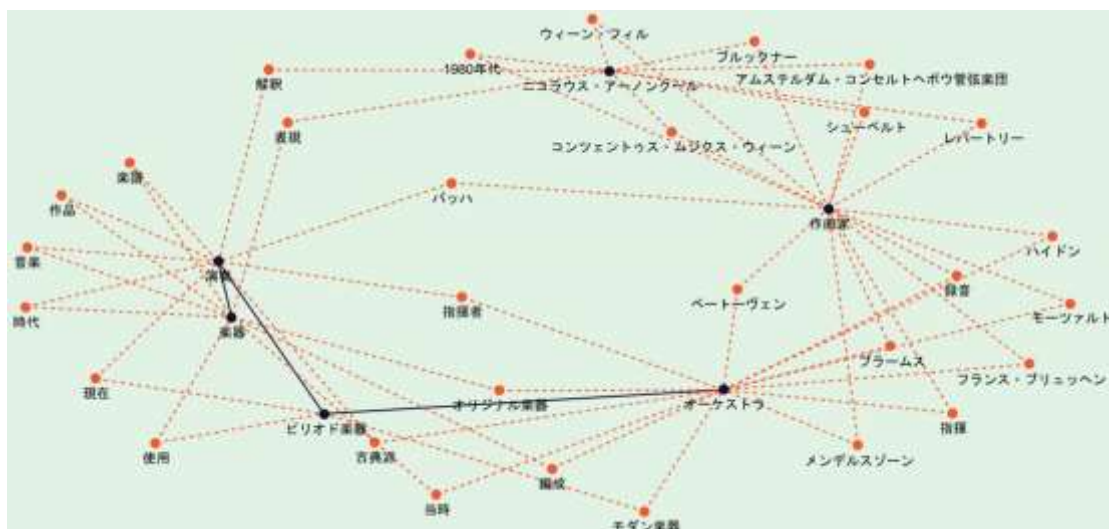 ウィーン・フィル
ブルックナー
1980年代
アムステルダム・コンセルトヘボウ管弦楽団
解釈
ニコラウス・アーノンクール
シューベルト
表現
レパートリー
コンツェントゥス・ムジクス・ウィーン
楽譜
バッハ
作品
作曲家
ハイドン
音楽
演奏
録音
ベートーヴェン
時代
指揮者
モーツァルト
楽器
ブラームス
フランス・ブリュッヘン
現在
オリジナル楽器
オーケストラ
ピリオド楽器
指揮
使用
古典派
メンデルスゾーン
編成
当時
モダン楽器